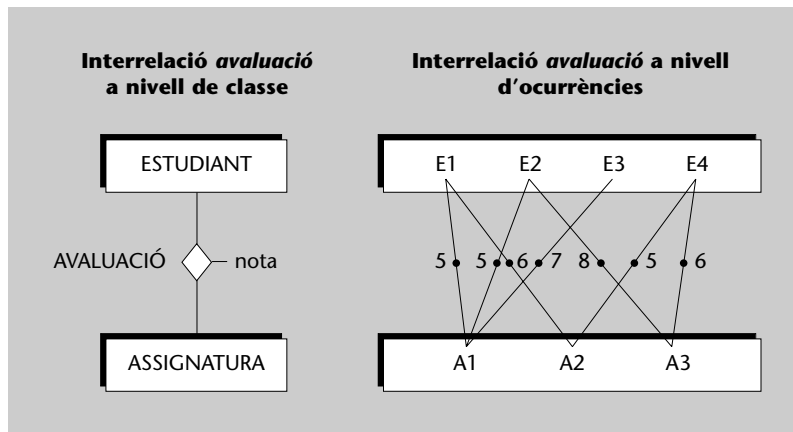 Interrelació avaluació
a nivell de classe
Interrelació avaluació a nivell
d'ocurrències
ESTUDIANT
AVALUACIÓ
nota
ASSIGNATURA
E1 E2 E3 E4
5 5 6 7 8 5 6
A1 A2 A3